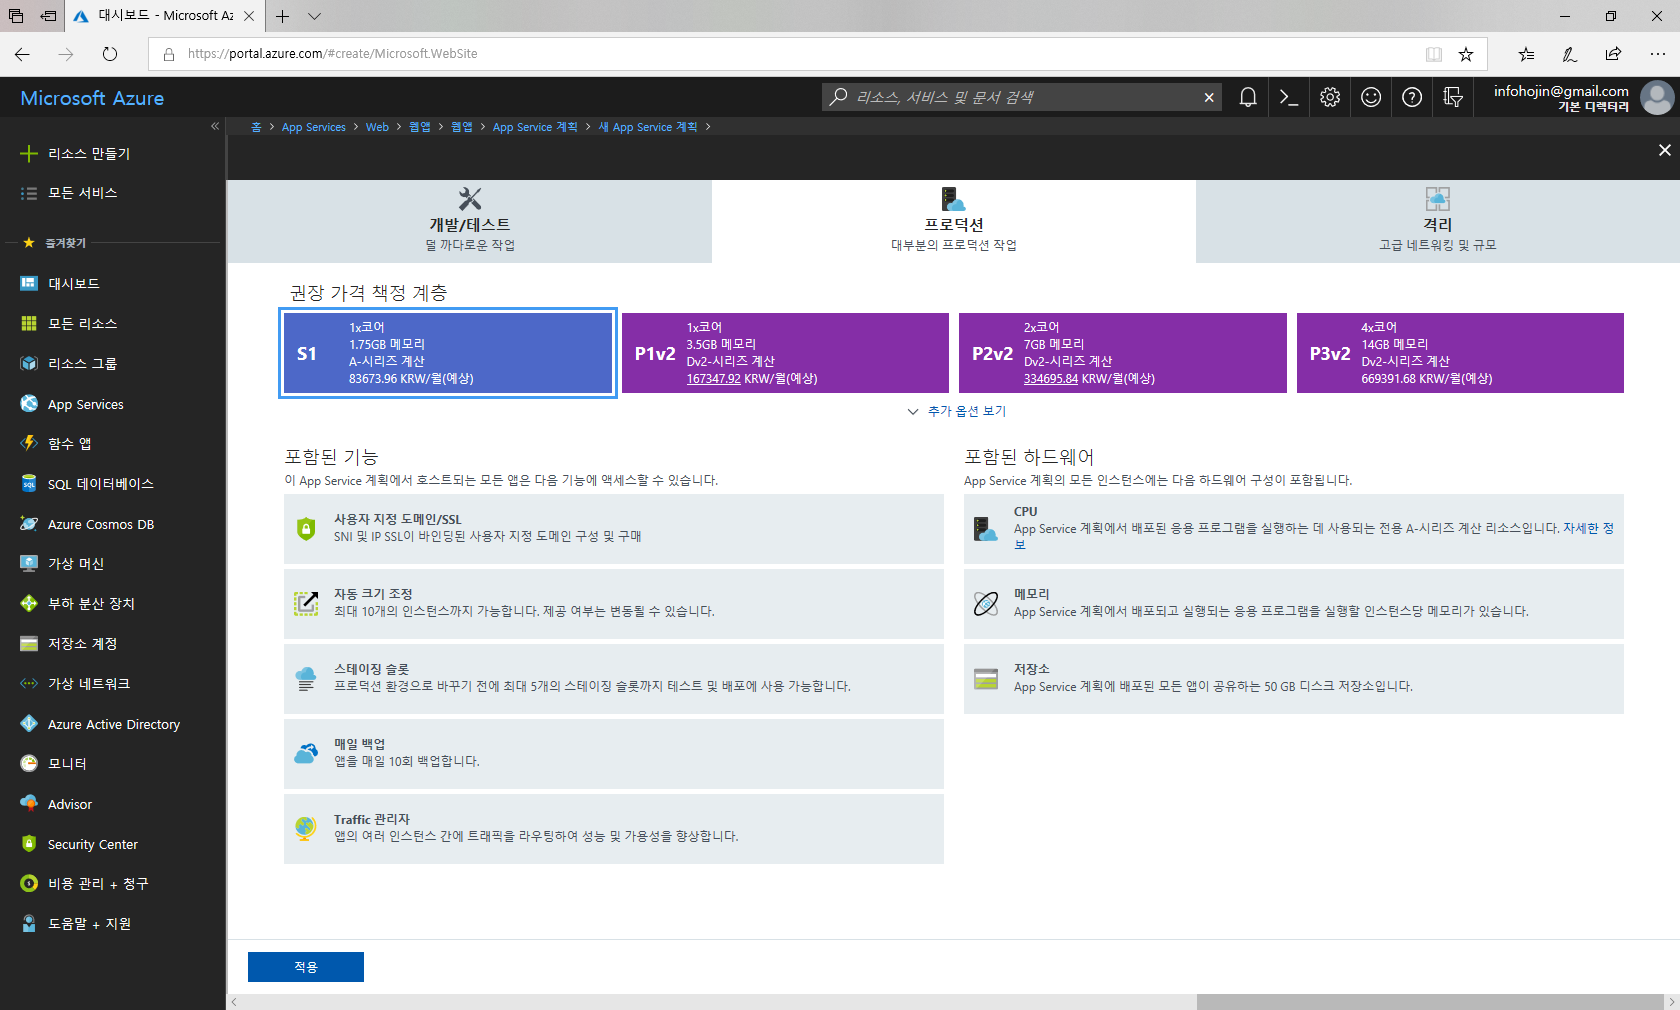 대시보드 - Microsoft Az
https://portal.azure.com/#create/Microsoft.WebSite
Microsoft Azure
리소스, 서비스 및 문서 검색
infohojin@gmail.com
기본 디렉터리
홈 > App Services > Web > 웹앱 > 웹앱 > App Service 계획 > 새 App Service 계획 >
리소스 만들기
모든 서비스
즐겨찾기
대시보드
모든 리소스
리소스 그룹
App Services
함수 앱
SQL 데이터베이스
Azure Cosmos DB
가상 머신
부하 분산 장치
저장소 계정
가상 네트워크
Azure Active Directory
모니터
Advisor
Security Center
비용 관리 + 청구
도움말 + 지원
개발/테스트
덜 까다로운 작업
프로덕션
대부분의 프로덕션 작업
격리
고급 네트워킹 및 규모
권장 가격 책정 계층
S1
1x코어
1.75GB 메모리
A-시리즈 계산
83673.96 KRW/월(예상)
P1v2
1x코어
3.5GB 메모리
Dv2-시리즈 계산
167347.92 KRW/월(예상)
P2v2
2x코어
7GB 메모리
Dv2-시리즈 계산
334695.84 KRW/월(예상)
P3v2
4x코어
14GB 메모리
Dv2-시리즈 계산
669391.68 KRW/월(예상)
추가 옵션 보기
포함된 기능
이 App Service 계획에서 호스트되는 모든 앱은 다음 기능에 액세스할 수 있습니다.
사용자 지정 도메인/SSL
SNI 및 IP SSL이 바인딩된 사용자 지정 도메인 구성 및 구매
자동 크기 조정
최대 10개의 인스턴스까지 가능합니다. 제공 여부는 변동될 수 있습니다.
스테이징 슬롯
프로덕션 환경으로 바꾸기 전에 최대 5개의 스테이징 슬롯까지 테스트 및 배포에 사용 가능합니다.
매일 백업
앱을 매일 10회 백업합니다.
Traffic 관리자
앱의 여러 인스턴스 간에 트래픽을 라우팅하여 성능 및 가용성을 향상합니다.
포함된 하드웨어
App Service 계획의 모든 인스턴스에는 다음 하드웨어 구성이 포함됩니다.
CPU
App Service 계획에서 배포된 응용 프로그램을 실행하는 데 사용되는 전용 A-시리즈 계산 리소스입니다. 자세한 정
보
메모리
App Service 계획에서 배포되고 실행되는 응용 프로그램을 실행할 인스턴스당 메모리가 있습니다.
저장소
App Service 계획에 배포된 모든 앱이 공유하는 50 GB 디스크 저장소입니다.
적용